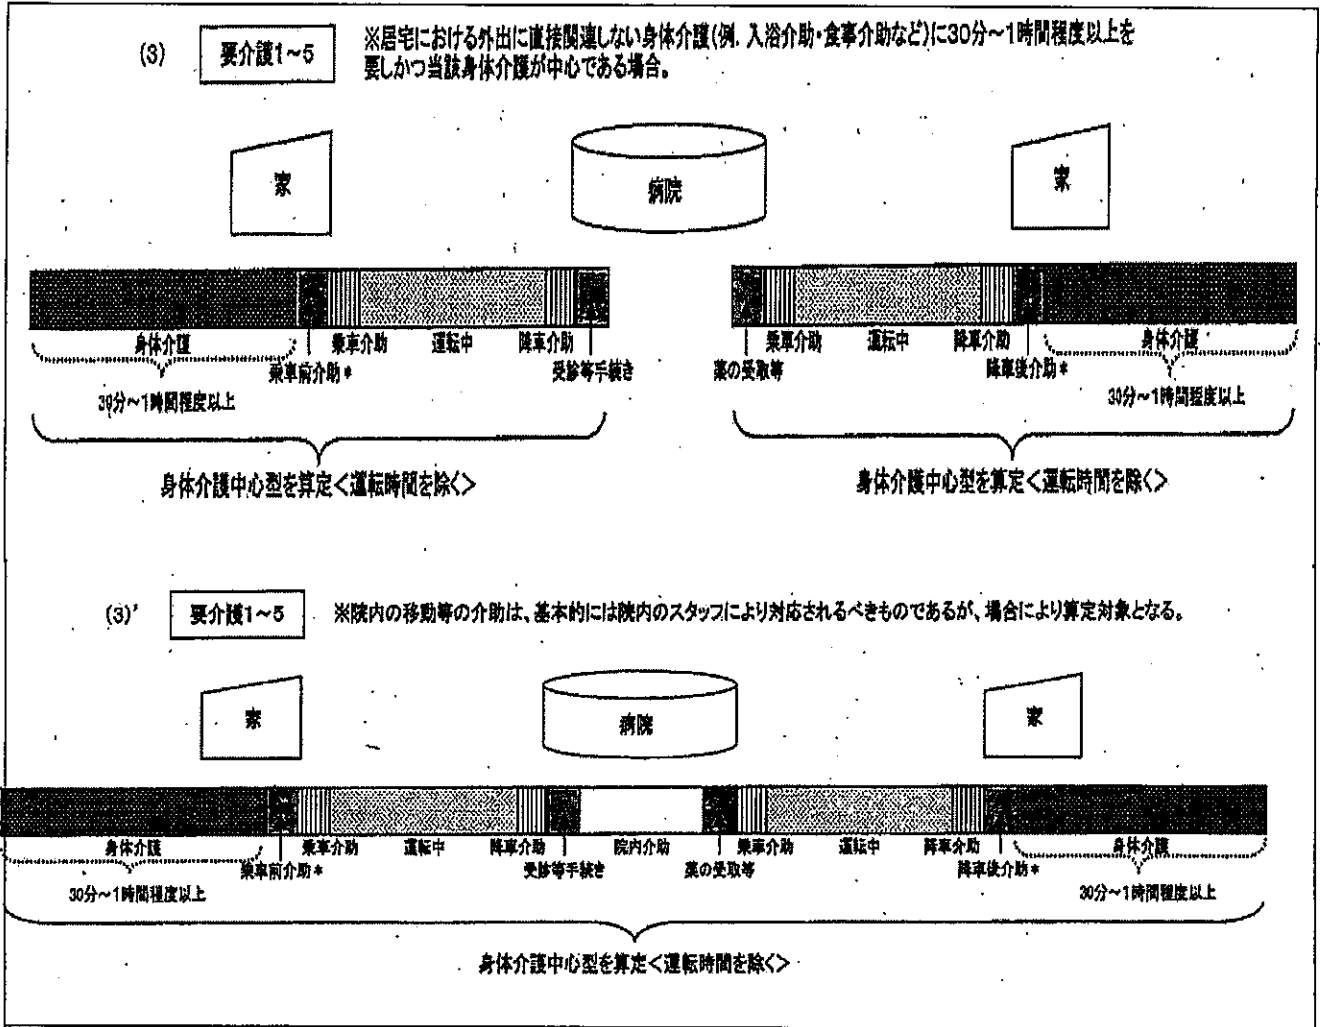 (3) 要介護1~5 ※居宅における外出に直接関連しない身体介護(例. 入浴介助・食事介助など)に30分~1時間程度以上を
要しかつ当該身体介護が中心である場合。
家 病院 家
身体介護 乗車介助 運転中 降車介助 乗車介助 運転中 降車介助 身体介護
乗車前介助* 受診等手続き 薬の受取等 降車後介助*
30分~1時間程度以上 30分~1時間程度以上
身体介護中心型を算定<運転時間を除く> 身体介護中心型を算定<運転時間を除く>
(3)' 要介護1~5 ※院内の移動等の介助は、基本的には院内のスタッフにより対応されるべきものであるが、場合により算定対象となる。
家 病院 家
身体介護 乗車介助 運転中 降車介助 院内介助 乗車介助 運転中 降車介助 身体介護
乗車前介助* 受診等手続き 薬の受取等 降車後介助*
30分~1時間程度以上 30分~1時間程度以上
身体介護中心型を算定<運転時間を除く>